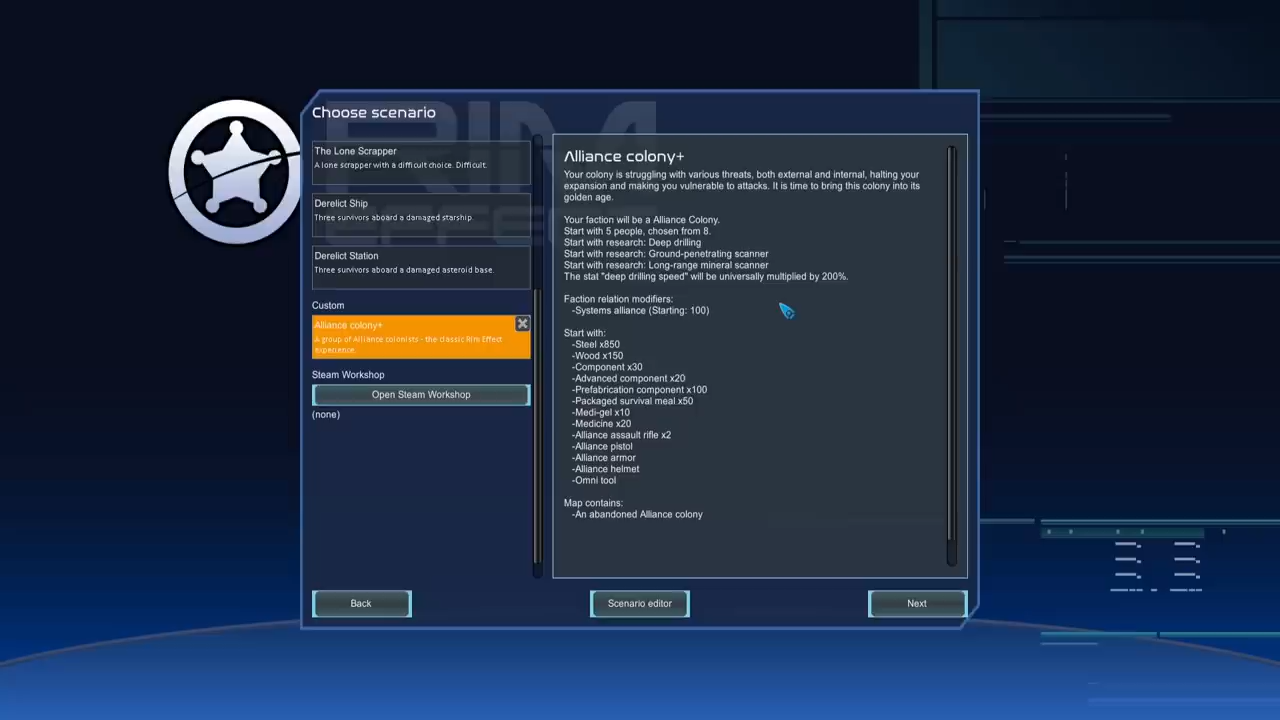 Choose scenario
RIM
EFFECT
The Lone Scrapper
A lone scrapper with a difficult choice. Difficult.
Derelict Ship
Three survivors aboard a damaged starship.
Derelict Station
Three survivors aboard a damaged asteroid base.
Custom
Alliance colony+
A group of Alliance colonists - the classic Rim Effect
experience.
Steam Workshop
Open Steam Workshop
(none)
Alliance colony+
Your colony is struggling with various threats, both external and internal, halting your
expansion and making you vulnerable to attacks. It is time to bring this colony into its
golden age.
Your faction will be a Alliance Colony.
Start with 5 people, chosen from 8.
Start with research: Deep drilling
Start with research: Ground-penetrating scanner
Start with research: Long-range mineral scanner
The stat "deep drilling speed" will be universally multiplied by 200%.
Faction relation modifiers:
-Systems alliance (Starting: 100)
Start with:
-Steel x850
-Wood x150
-Component x30
-Advanced component x20
-Prefabrication component x100
-Packaged survival meal x50
-Medi-gel x10
-Medicine x20
-Alliance assault rifle x2
-Alliance pistol
-Alliance armor
-Alliance helmet
-Omni tool
Map contains:
-An abandoned Alliance colony
Back
Scenario editor
Next